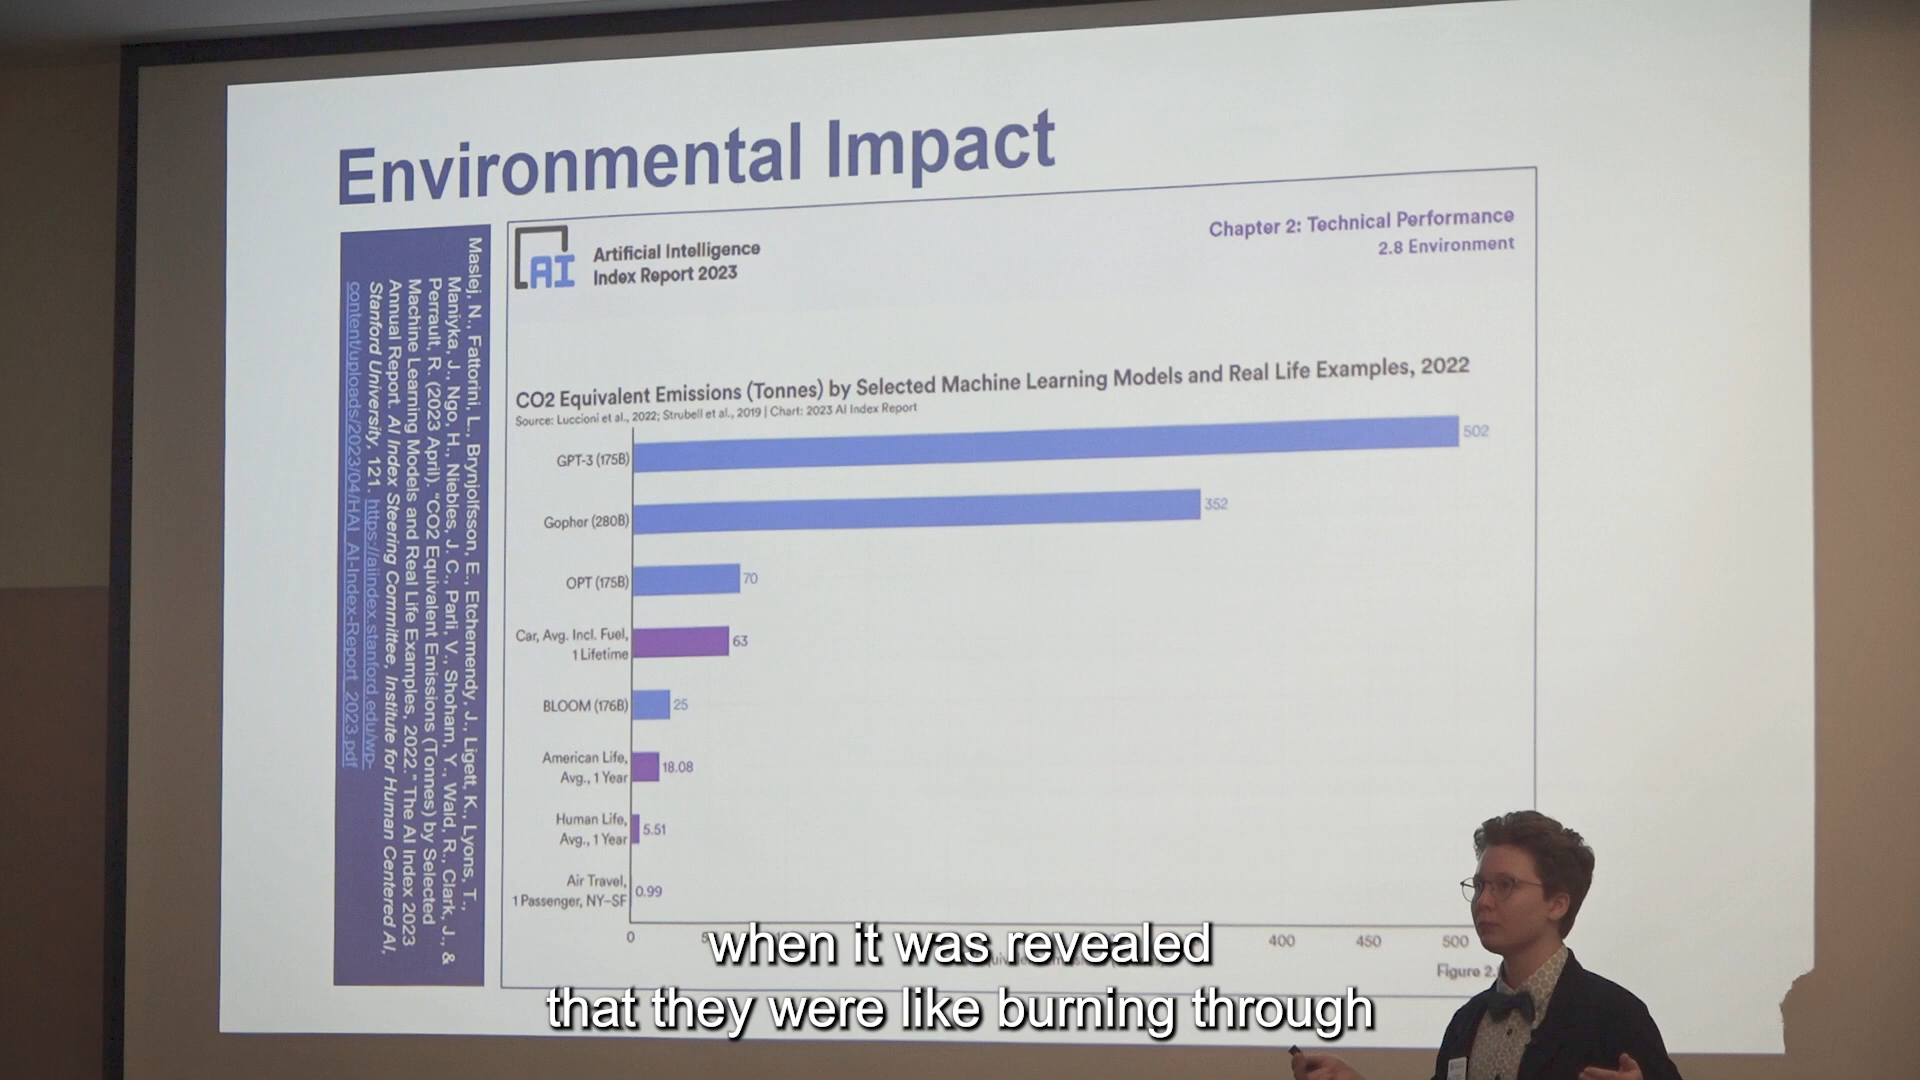 Environmental Impact
Maslej, N., Fattorini, L., Brynjolfsson, E., Etchemendy, J., Ligett, K., Lyons, T.,
Manyika, J., Ngo, H., Niebles, J. C., Parli, V., Shoham, Y., Wald, R., Clark, J., &
Perrault, R. (2023 April). "CO2 Equivalent Emissions (Tonnes) by Selected
Machine Learning Models and Real Life Examples, 2022." The AI Index 2023
Annual Report. AI Index Steering Committee, Institute for Human Centered AI,
Stanford University, 121. https://aiindex.stanford.edu/wp-
content/uploads/2023/04/HAI_AI-Index-Report_2023.pdf
AI
Artificial Intelligence
Index Report 2023
Chapter 2: Technical Performance
2.8 Environment
CO2 Equivalent Emissions (Tonnes) by Selected Machine Learning Models and Real Life Examples, 2022
Source: Luccioni et al., 2022; Strubell et al., 2019 | Chart: 2023 AI Index Report
GPT-3 (175B) 502
Gopher (280B) 352
OPT (175B) 70
Car, Avg. Incl. Fuel,
1 Lifetime 63
BLOOM (176B) 25
American Life,
Avg., 1 Year 18.08
Human Life,
Avg., 1 Year 5.51
Air Travel,
1 Passenger, NY–SF 0.99
0 400 450 500
Figure 2.
when it was revealed
that they were like burning through